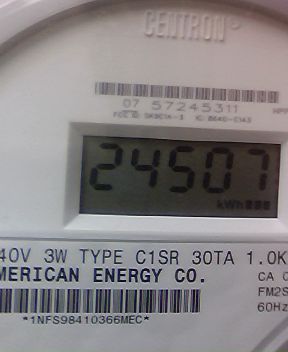 CENTRON
07 57245311
24507
kWh
40V 3W TYPE C1SR 30TA 1.0K
MERICAN ENERGY CO.
CA
FM2S
60Hz
*1NFS98410366MEC*